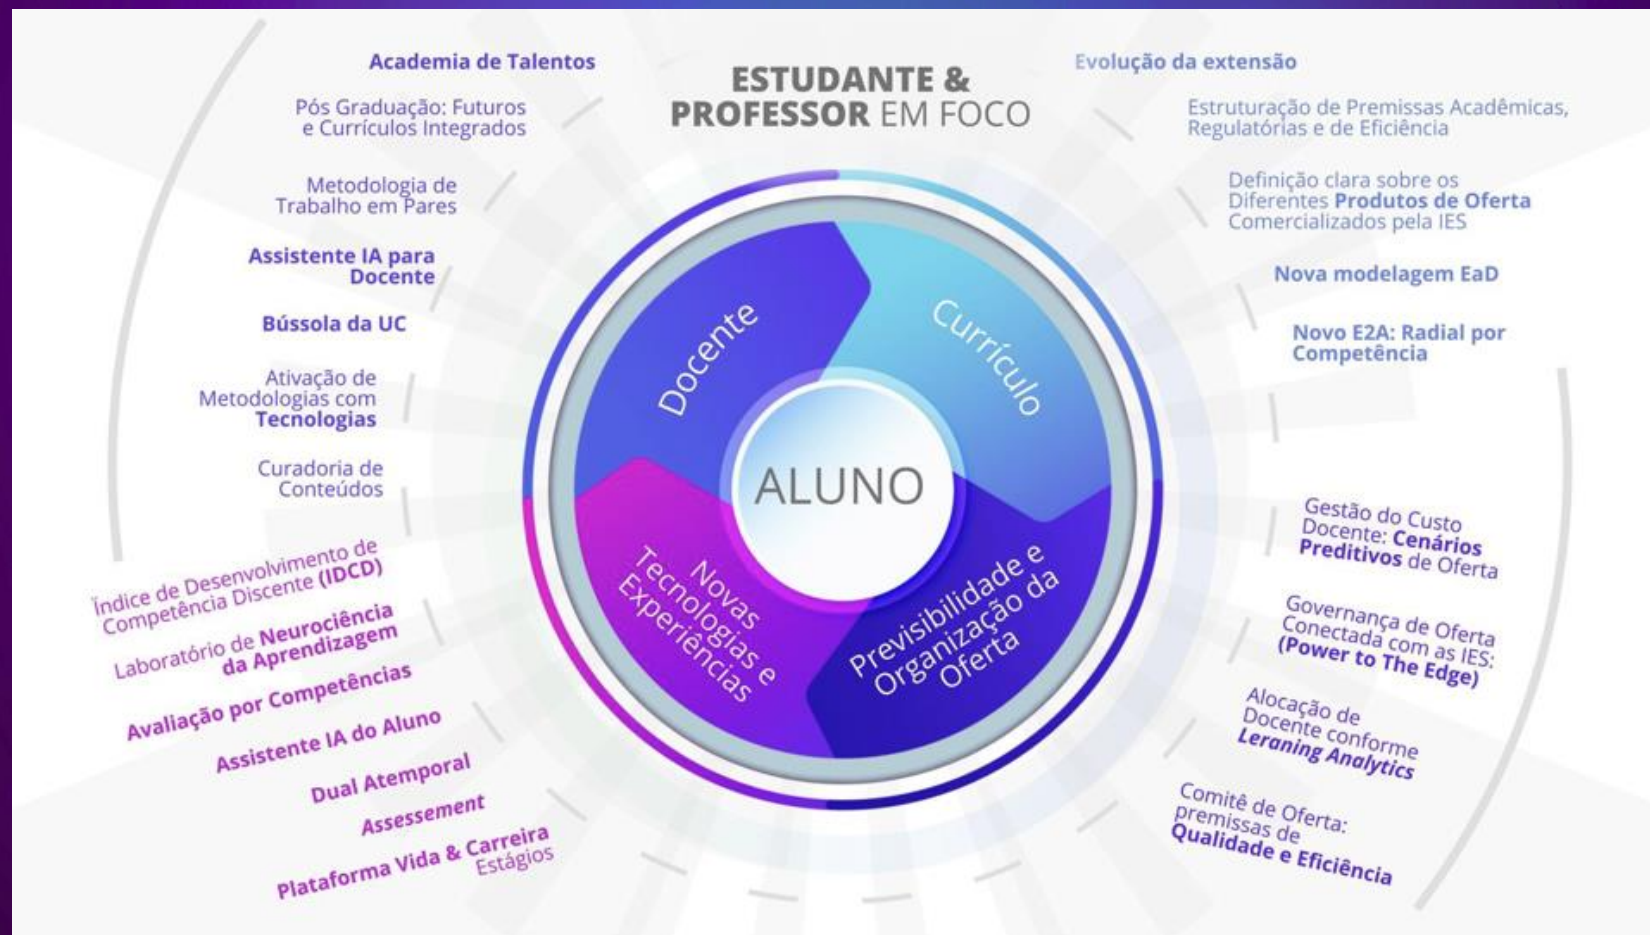 ESTUDANTE &
PROFESSOR EM FOCO
Academia de Talentos
Pós Graduação: Futuros
e Currículos Integrados
Metodologia de
Trabalho em Pares
Assistente IA para
Docente
Bússola da UC
Ativação de
Metodologias com
Tecnologias
Curadoria de
Conteúdos
Índice de Desenvolvimento de
Competência Discente (IDCD)
Laboratório de Neurociência
da Aprendizagem
Avaliação por Competências
Assistente IA do Aluno
Dual Atemporal
Assessement
Plataforma Vida & Carreira
Estágios
Docente
Currículo
ALUNO
Novas
Tecnologias e
Experiências
Previsibilidade e
Organização da
Oferta
Evolução da extensão
Estruturação de Premissas Acadêmicas,
Regulatórias e de Eficiência
Definição clara sobre os
Diferentes Produtos de Oferta
Comercializados pela IES
Nova modelagem EaD
Novo E2A: Radial por
Competência
Gestão do Custo
Docente: Cenários
Preditivos de Oferta
Governança de Oferta
Conectada com as IES:
(Power to The Edge)
Alocação de
Docente conforme
Leraning Analytics
Comitê de Oferta:
premissas de
Qualidade e Eficiência